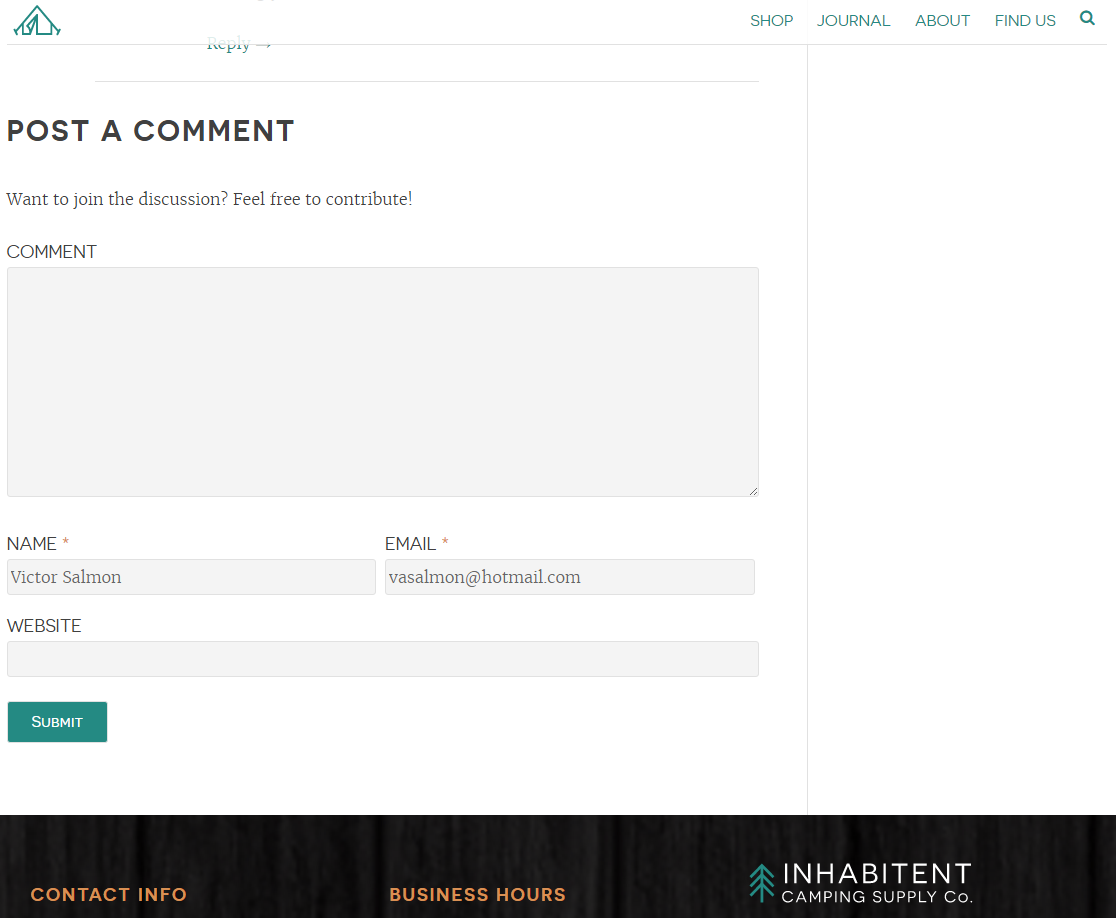 SHOP JOURNAL ABOUT FIND US
Reply →
POST A COMMENT
Want to join the discussion? Feel free to contribute!
COMMENT
NAME * EMAIL *
Victor Salmon vasalmon@hotmail.com
WEBSITE
SUBMIT
INHABITENT
CAMPING SUPPLY Co.
CONTACT INFO BUSINESS HOURS